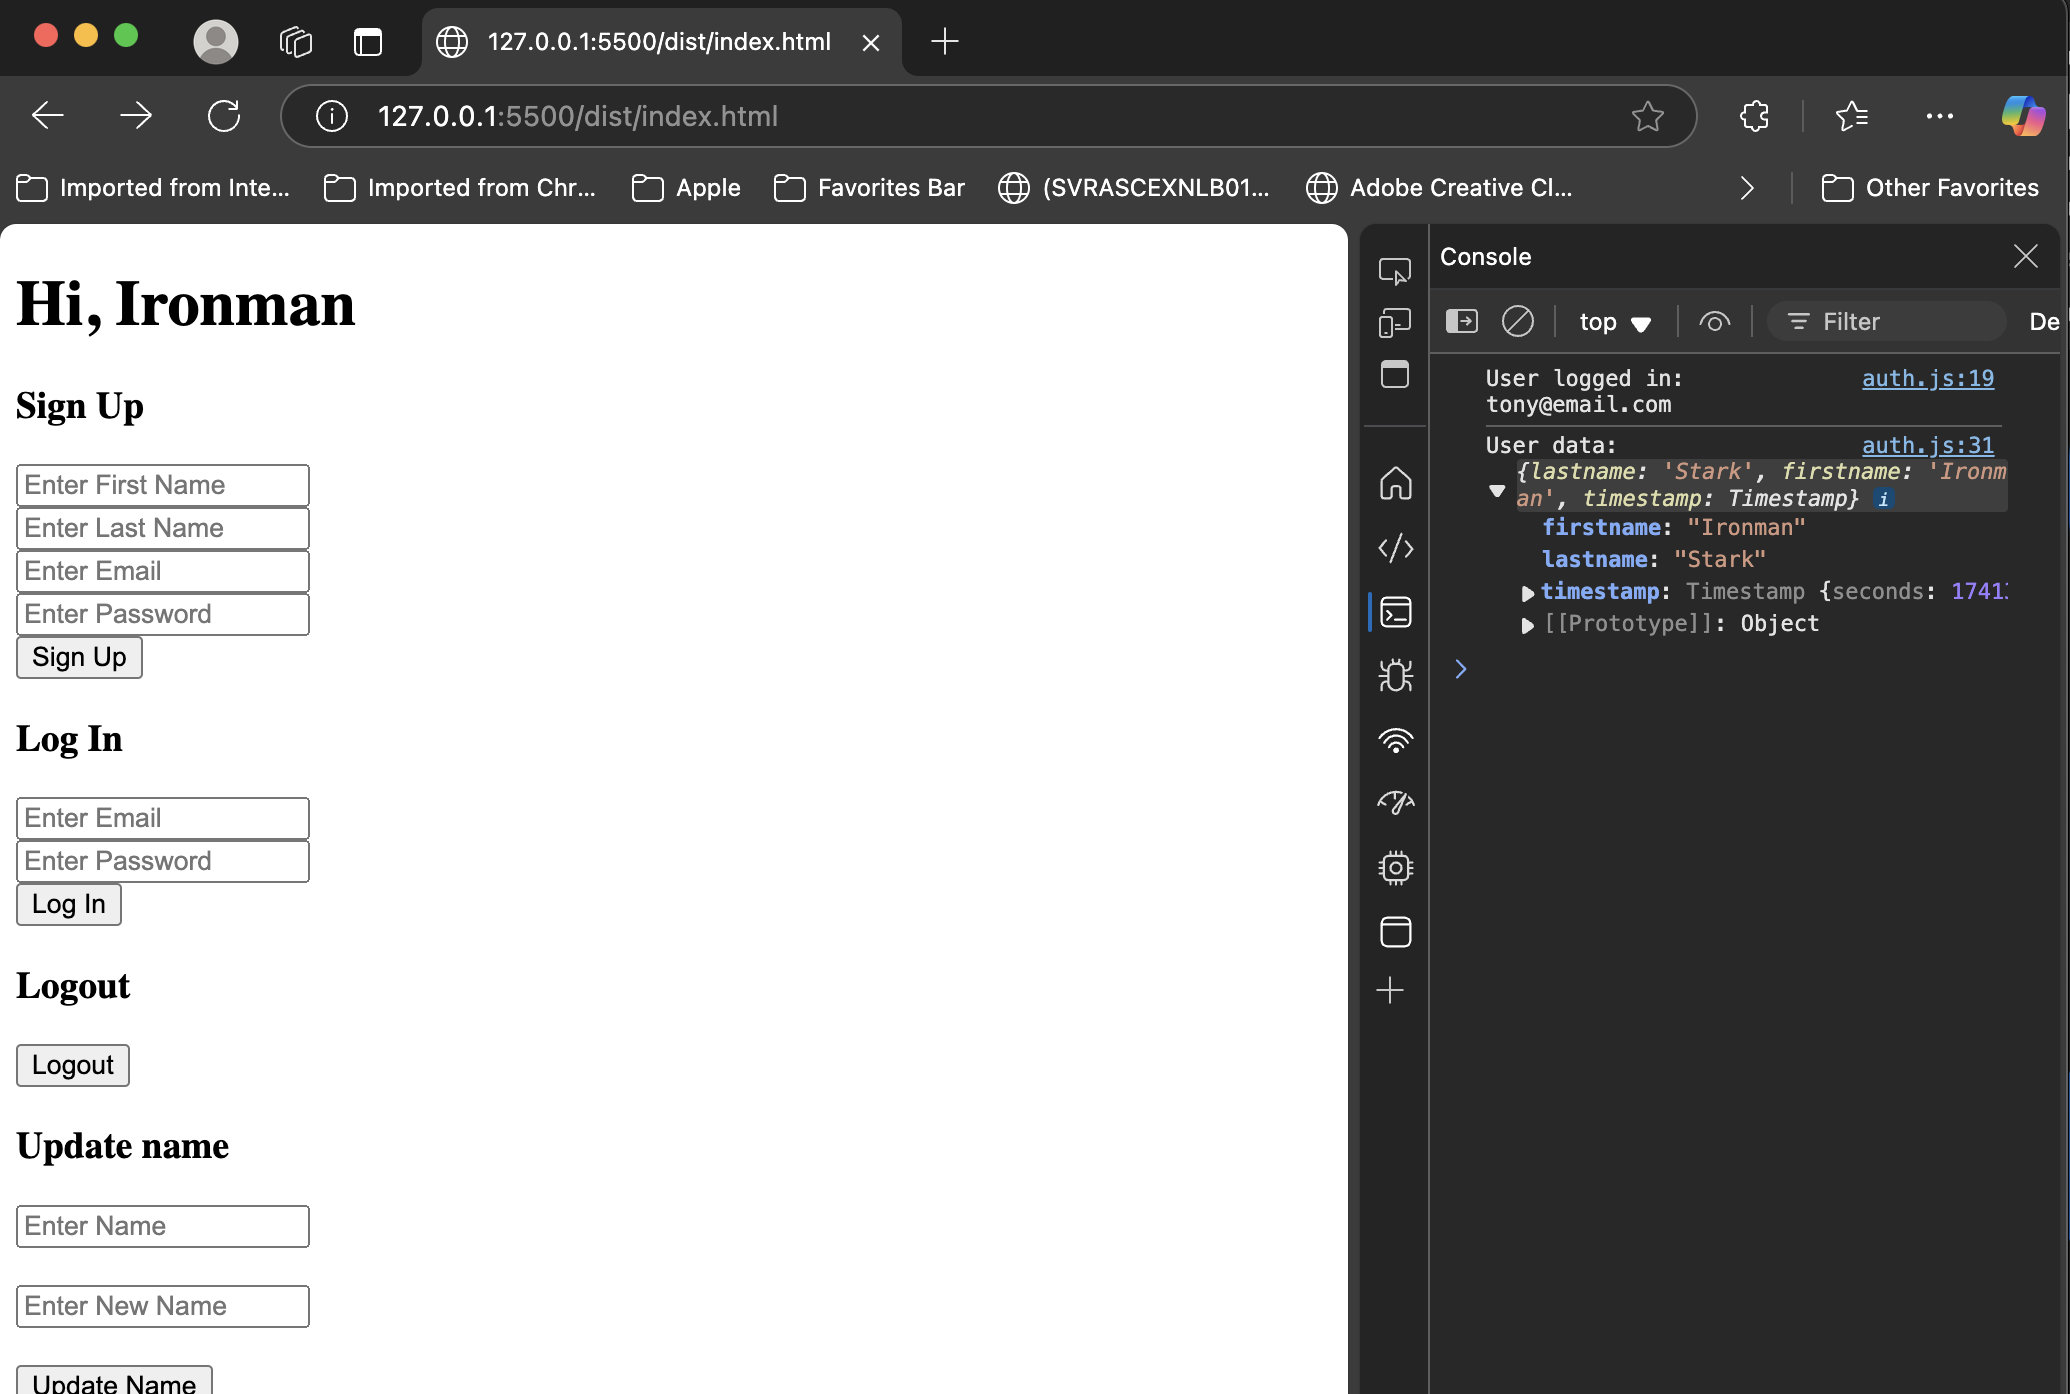 127.0.0.1:5500/dist/index.html
127.0.0.1:5500/dist/index.html
Imported from Inte... Imported from Chr... Apple Favorites Bar (SVRASCEXNLB01... Adobe Creative Cl... Other Favorites
Hi, Ironman
Sign Up
Enter First Name
Enter Last Name
Enter Email
Enter Password
Sign Up
Log In
Enter Email
Enter Password
Log In
Logout
Logout
Update name
Enter Name
Enter New Name
Update Name
Console
top Filter De
User logged in: auth.js:19
tony@email.com
User data: auth.js:31
{lastname: 'Stark', firstname: 'Ironm
an', timestamp: Timestamp} i
firstname: "Ironman"
lastname: "Stark"
timestamp: Timestamp {seconds: 1741
[[Prototype]]: Object